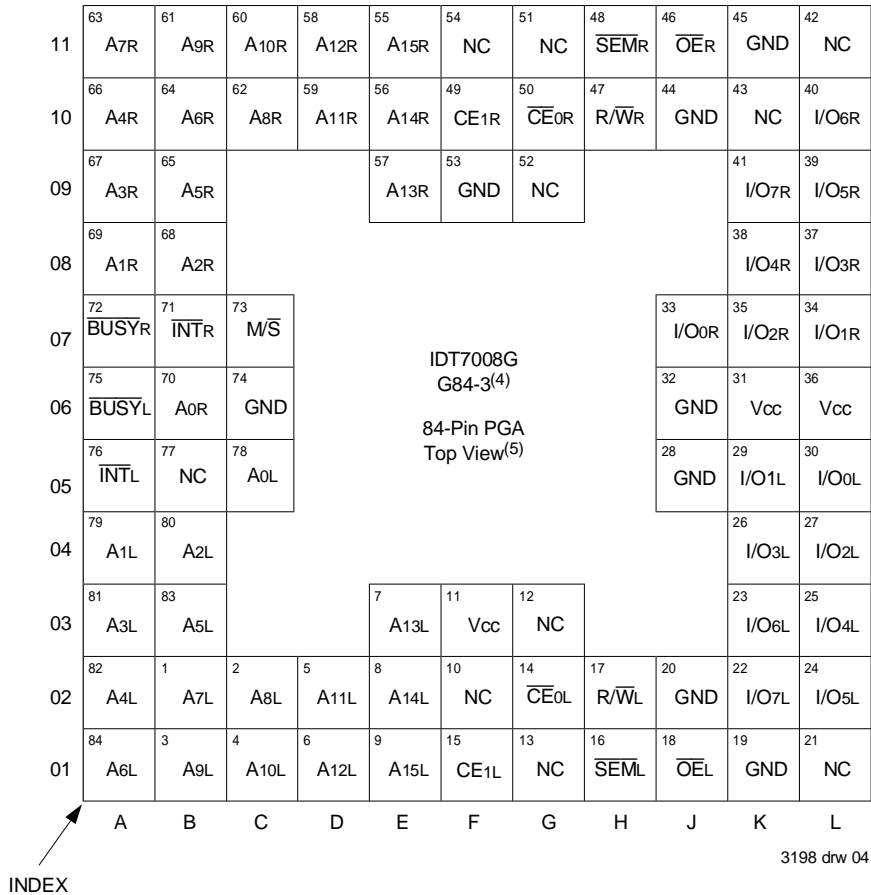 63 61 60 58 55 54 51 48 46 45 42
11 A7R A9R A10R A12R A15R NC NC SEMR OER GND NC
66 64 62 59 56 49 50 47 44 43 40
10 A4R A6R A8R A11R A14R CE1R CE0R R/WR GND NC I/O6R
67 65 57 53 52 41 39
09 A3R A5R A13R GND NC I/O7R I/O5R
69 68 38 37
08 A1R A2R I/O4R I/O3R
72 71 73 33 35 34
07 BUSYR INTR M/S I/O0R I/O2R I/O1R
IDT7008G
G84-3(4)
75 70 74 32 31 36
06 BUSYL A0R GND GND Vcc Vcc
84-Pin PGA
Top View(5)
76 77 78 28 29 30
05 INTL NC A0L GND I/O1L I/O0L
79 80 26 27
04 A1L A2L I/O3L I/O2L
81 83 7 11 12 23 25
03 A3L A5L A13L Vcc NC I/O6L I/O4L
82 1 2 5 8 10 14 17 20 22 24
02 A4L A7L A8L A11L A14L NC CE0L R/WL GND I/O7L I/O5L
84 3 4 6 9 15 13 16 18 19 21
01 A6L A9L A10L A12L A15L CE1L NC SEML OEL GND NC
A B C D E F G H J K L
3198 drw 04
INDEX